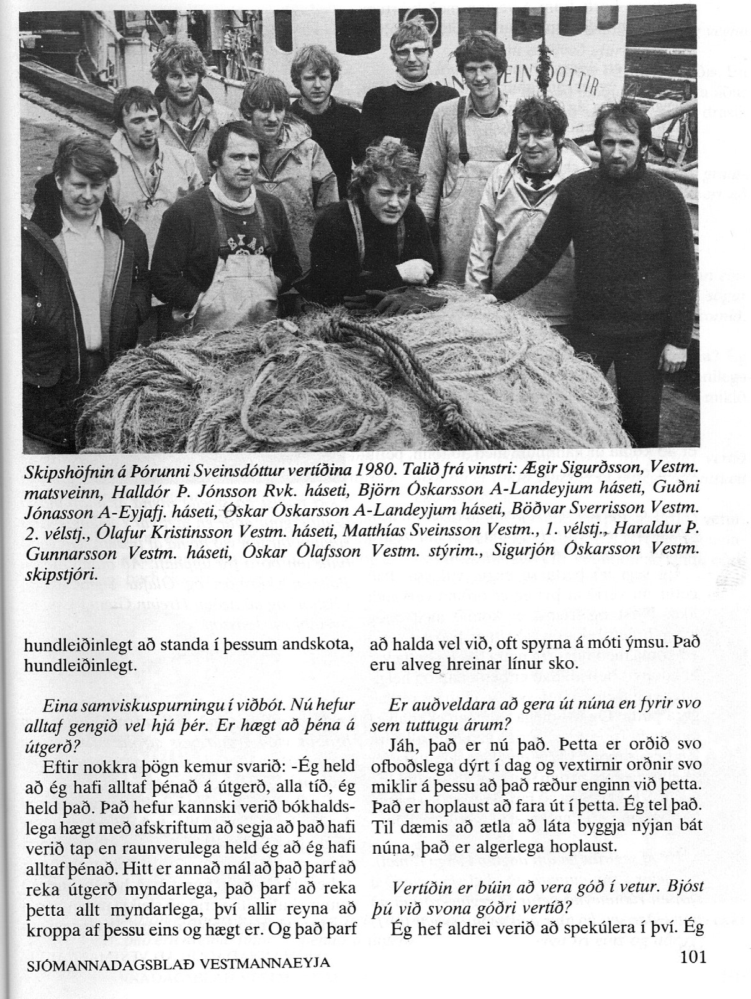 NN
EINSDOTTIR
Skipshöfnin á Þórunni Sveinsdóttur vertíðina 1980. Talið frá vinstri: Ægir Sigurðsson, Vestm.
matsveinn, Halldór Þ. Jónsson Rvk. háseti, Björn Óskarsson A-Landeyjum háseti, Guðni
Jónasson A-Eyjafj. háseti, Óskar Óskarsson A-Landeyjum háseti, Böðvar Sverrisson Vestm.
2. vélstj., Ólafur Kristinsson Vestm. háseti, Matthías Sveinsson Vestm., 1. vélstj., Haraldur Þ.
Gunnarsson Vestm. háseti, Óskar Ólafsson Vestm. stýrim., Sigurjón Óskarsson Vestm.
skipstjóri.
hundleiðinlegt að standa í þessum andskota,
hundleiðinlegt.
Eina samviskuspurningu í viðbót. Nú hefur
alltaf gengið vel hjá þér. Er hægt að þéna á
útgerð?
Eftir nokkra þögn kemur svarið: -Ég held
að ég hafi alltaf þénað á útgerð, alla tíð, ég
held það. Það hefur kannski verið bókhalds-
lega hægt með afskriftum að segja að það hafi
verið tap en raunverulega held ég að ég hafi
alltaf þénað. Hitt er annað mál að það þarf að
reka útgerð myndarlega, það þarf að reka
þetta allt myndarlega, því allir reyna að
kroppa af þessu eins og hægt er. Og það þarf
að halda vel við, oft spyrna á móti ýmsu. Það
eru alveg hreinar línur sko.
Er auðveldara að gera út núna en fyrir svo
sem tuttugu árum?
Jáh, það er nú það. Þetta er orðið svo
ofboðslega dýrt í dag og vextirnir orðnir svo
miklir á þessu að það ræður enginn við þetta.
Það er hoplaust að fara út í þetta. Ég tel það.
Til dæmis að ætla að láta byggja nýjan bát
núna, það er algerlega hoplaust.
Vertíðin er búin að vera góð í vetur. Bjóst
þú við svona góðri vertíð?
Ég hef aldrei verið að spekúlera í því. Ég
SJÓMANNADAGSBLAÐ VESTMANNAEYJA
101